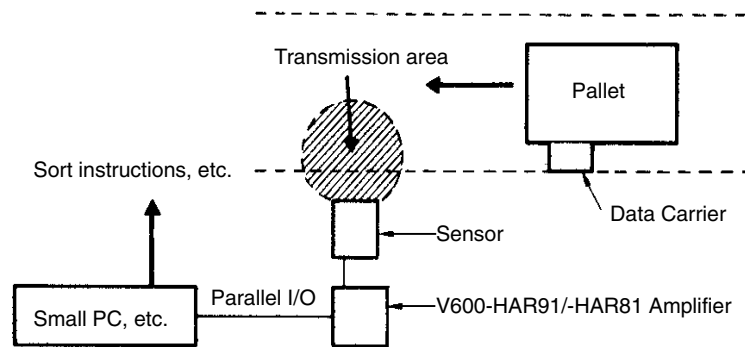 Transmission area
Pallet
Sort instructions, etc.
Data Carrier
Sensor
Parallel I/O
V600-HAR91/-HAR81 Amplifier
Small PC, etc.